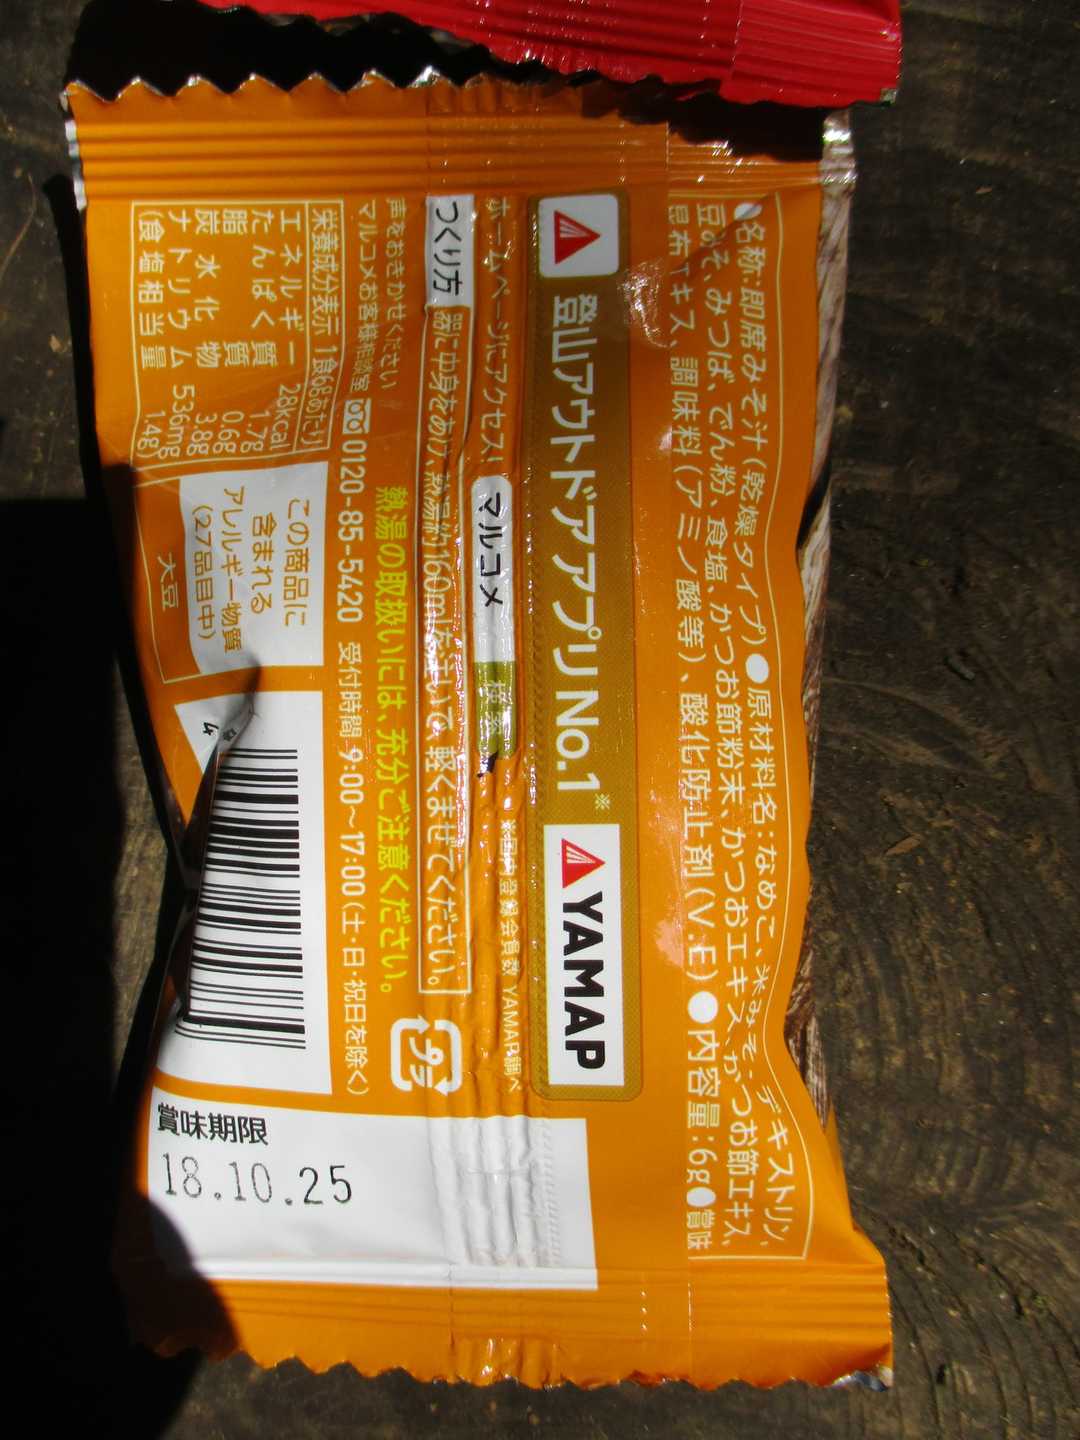 ●名称:即席みそ汁(乾燥タイプ)●原材料名:なめこ、米みそ、デキストリン、
豆みそ、みつば、でん粉、食塩、かつお節粉末、かつおエキス、かつお節エキス、
昆布エキス、調味料(アミノ酸等)、酸化防止剤(V.E)●内容量:6g●賞味
登山アウトドアアプリ No.1※ YAMAP
ホームページにアクセス! マルコメ 検索
※国内登録会員数 YAMAP調べ
つくり方
器に中身をあけ、熱湯約160mlを注いで、軽くまぜてください。
熱湯の取扱いには、充分ご注意ください。
声をおきかせください
マルコメお客様相談室 0120-85-5420 受付時間 9:00〜17:00(土・日・祝日を除く)
プラ
栄養成分表示 1食6gあたり
エネルギー 28kcal
たんぱく質 1.7g
脂質 0.6g
炭水化物 3.8g
ナトリウム 536mg
(食塩相当量 1.4g)
この商品に
含まれる
アレルギー物質
(27品目中)
大豆
4
賞味期限
18.10.25